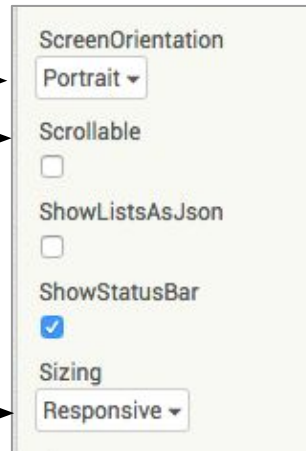 ScreenOrientation
Portrait
Scrollable
ShowListsAsJson
ShowStatusBar
Sizing
Responsive